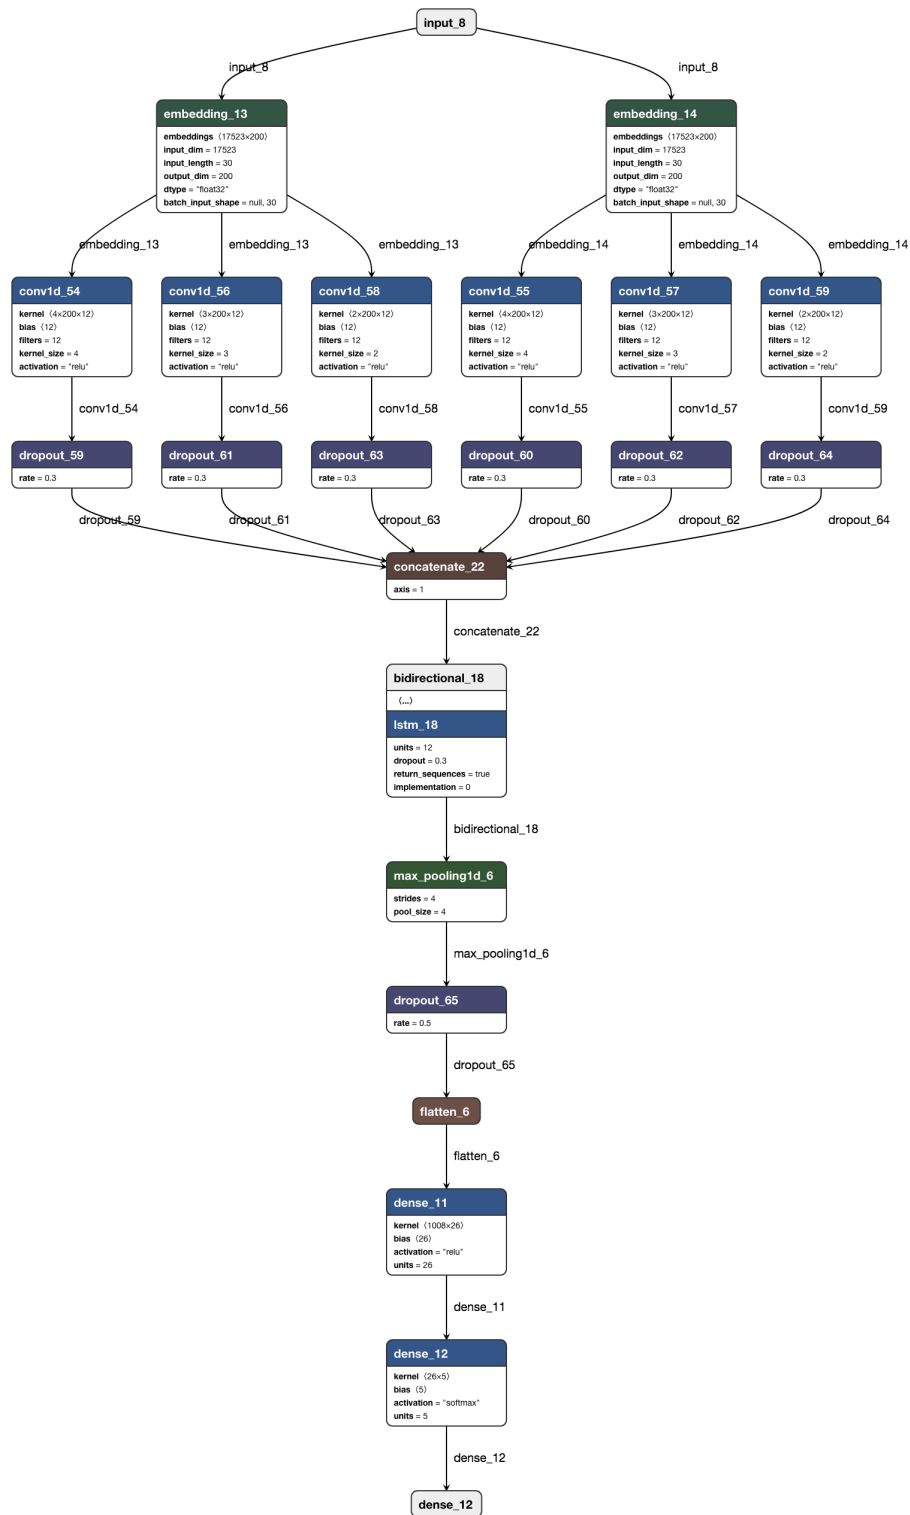 input_8
input_8
input_8
embedding_13
embeddings ⟨17523×200⟩
input_dim = 17523
input_length = 30
output_dim = 200
dtype = "float32"
batch_input_shape = null, 30
embedding_14
embeddings ⟨17523×200⟩
input_dim = 17523
input_length = 30
output_dim = 200
dtype = "float32"
batch_input_shape = null, 30
embedding_13
embedding_13
embedding_13
embedding_14
embedding_14
embedding_14
conv1d_54
kernel ⟨4×200×12⟩
bias ⟨12⟩
filters = 12
kernel_size = 4
activation = "relu"
conv1d_56
kernel ⟨3×200×12⟩
bias ⟨12⟩
filters = 12
kernel_size = 3
activation = "relu"
conv1d_58
kernel ⟨2×200×12⟩
bias ⟨12⟩
filters = 12
kernel_size = 2
activation = "relu"
conv1d_55
kernel ⟨4×200×12⟩
bias ⟨12⟩
filters = 12
kernel_size = 4
activation = "relu"
conv1d_57
kernel ⟨3×200×12⟩
bias ⟨12⟩
filters = 12
kernel_size = 3
activation = "relu"
conv1d_59
kernel ⟨2×200×12⟩
bias ⟨12⟩
filters = 12
kernel_size = 2
activation = "relu"
conv1d_54
conv1d_56
conv1d_58
conv1d_55
conv1d_57
conv1d_59
dropout_59
rate = 0.3
dropout_61
rate = 0.3
dropout_63
rate = 0.3
dropout_60
rate = 0.3
dropout_62
rate = 0.3
dropout_64
rate = 0.3
dropout_59
dropout_61
dropout_63
dropout_60
dropout_62
dropout_64
concatenate_22
axis = 1
concatenate_22
bidirectional_18
⟨...⟩
lstm_18
units = 12
dropout = 0.3
return_sequences = true
implementation = 0
bidirectional_18
max_pooling1d_6
strides = 4
pool_size = 4
max_pooling1d_6
dropout_65
rate = 0.5
dropout_65
flatten_6
flatten_6
dense_11
kernel ⟨1008×26⟩
bias ⟨26⟩
activation = "relu"
units = 26
dense_11
dense_12
kernel ⟨26×5⟩
bias ⟨5⟩
activation = "softmax"
units = 5
dense_12
dense_12